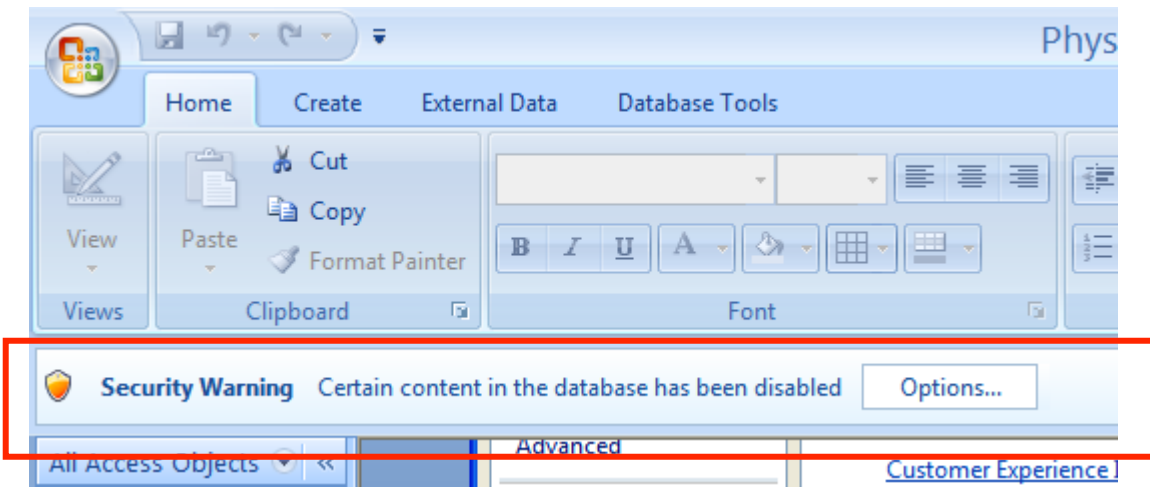 Phys
Home Create External Data Database Tools
Cut
Copy
View Paste Format Painter
B I U A
Views Clipboard Font
Security Warning Certain content in the database has been disabled Options...
All Access Objects « Advanced
Customer Experience